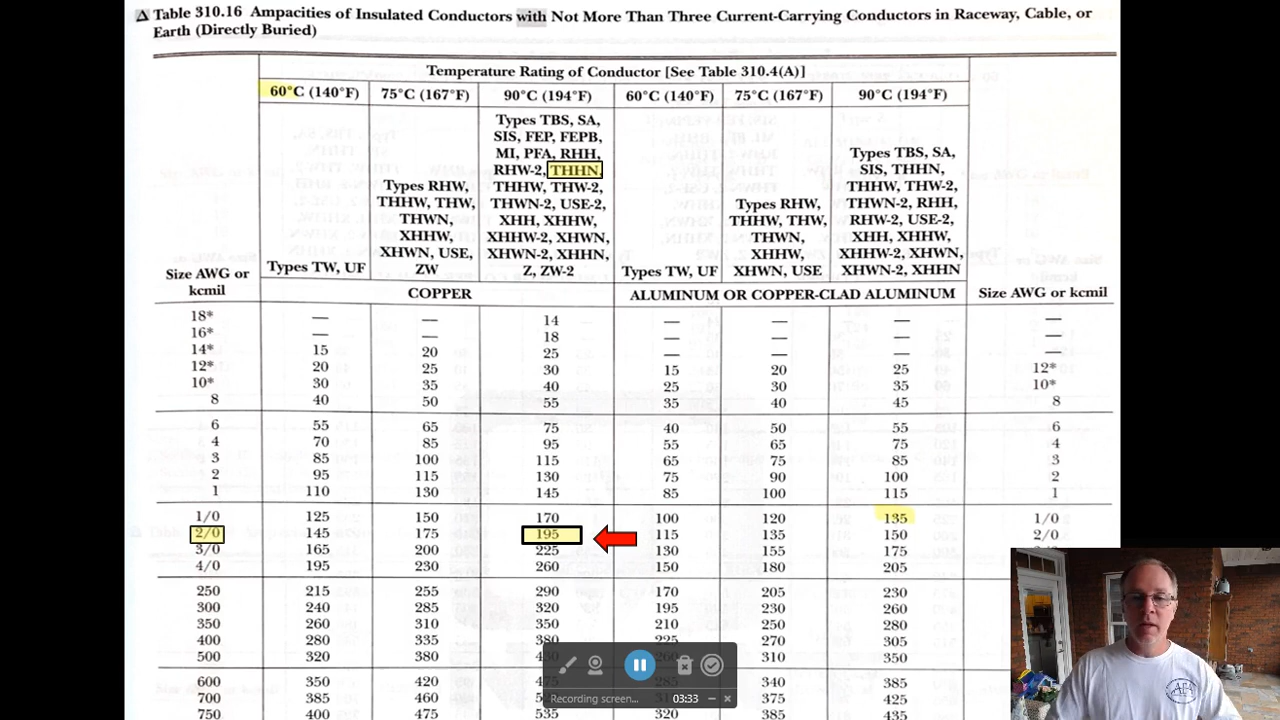 Δ Table 310.16 Ampacities of Insulated Conductors with Not More Than Three Current-Carrying Conductors in Raceway, Cable, or
Earth (Directly Buried)
Temperature Rating of Conductor [See Table 310.4(A)]
60°C (140°F) 75°C (167°F) 90°C (194°F) 60°C (140°F) 75°C (167°F) 90°C (194°F)
Size AWG or
kcmil
Types TW, UF
Types RHW,
THHW, THW,
THWN,
XHHW,
XHWN, USE,
ZW
Types TBS, SA,
SIS, FEP, FEPB,
MI, PFA, RHH,
RHW-2, THHN,
THHW, THW-2,
THWN-2, USE-2,
XHH, XHHW,
XHHW-2, XHWN,
XHWN-2, XHHN,
Z, ZW-2
Types TW, UF
Types RHW,
THHW, THW,
THWN,
XHHW,
XHWN, USE
Types TBS, SA,
SIS, THHN,
THHW, THW-2,
THWN-2, RHH,
RHW-2, USE-2,
XHH, XHHW,
XHHW-2, XHWN,
XHWN-2, XHHN
Size AWG or kcmil
COPPER ALUMINUM OR COPPER-CLAD ALUMINUM
18* — — 14 — — — —
16* — — 18 — — — —
14* 15 20 25 — — — —
12* 20 25 30 15 20 25 12*
10* 30 35 40 25 30 35 10*
8 40 50 55 35 40 45 8
6 55 65 75 40 50 55 6
4 70 85 95 55 65 75 4
3 85 100 115 65 75 85 3
2 95 115 130 75 90 100 2
1 110 130 145 85 100 115 1
1/0 125 150 170 100 120 135 1/0
2/0 145 175 195 115 135 150 2/0
3/0 165 200 225 130 155 175
4/0 195 230 260 150 180 205
250 215 255 290 170 205 230
300 240 285 320 195 230 260
350 260 310 350 210 250 280
400 280 335 380 225 270 305
500 320 380 310 350
600 350 420 340 385
700 385 460 375 425
750 400 475 535 320 385 435
Recording screen... 03:33